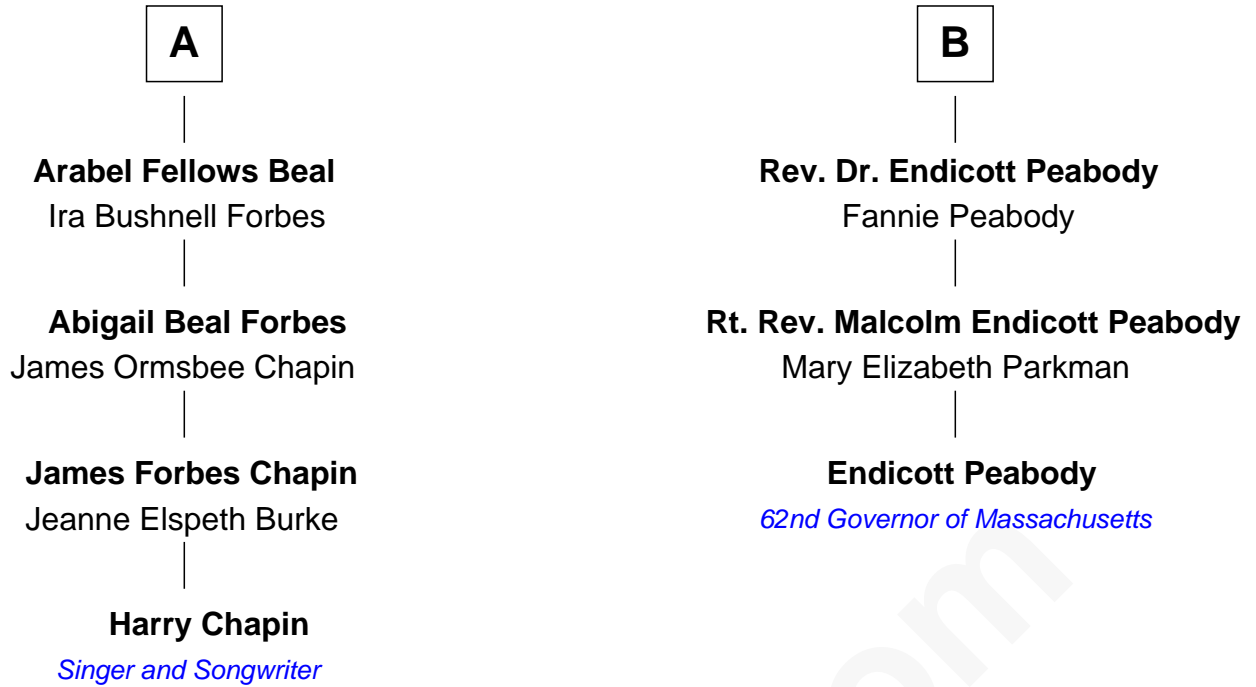 A
Arabel Fellows Beal
Ira Bushnell Forbes
Abigail Beal Forbes
James Ormsbee Chapin
James Forbes Chapin
Jeanne Elspeth Burke
Harry Chapin
Singer and Songwriter
B
Rev. Dr. Endicott Peabody
Fannie Peabody
Rt. Rev. Malcolm Endicott Peabody
Mary Elizabeth Parkman
Endicott Peabody
62nd Governor of Massachusetts
om